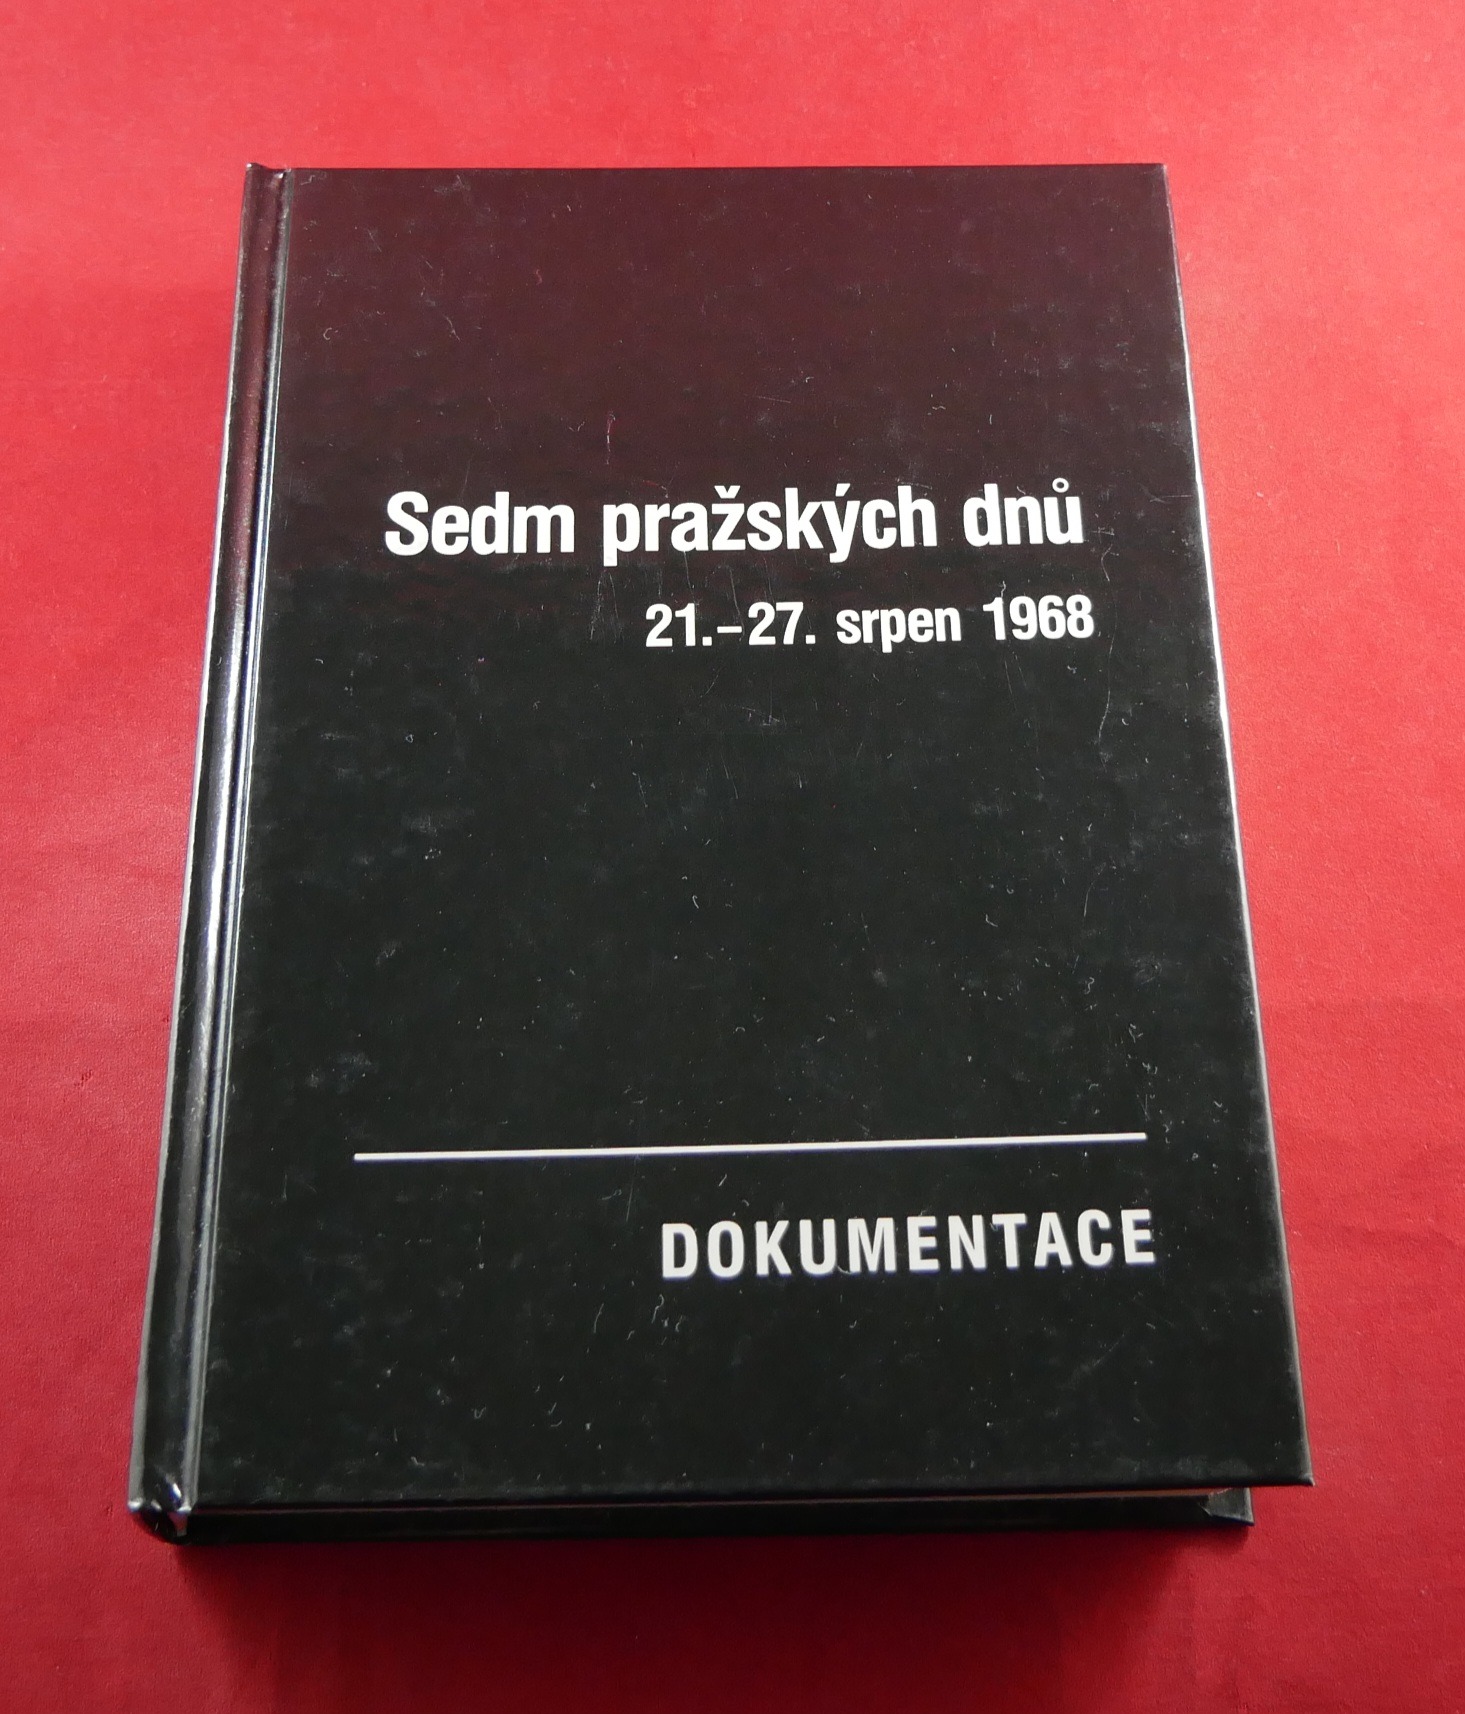 Sedm pražských dnů
21.–27. srpen 1968
DOKUMENTACE